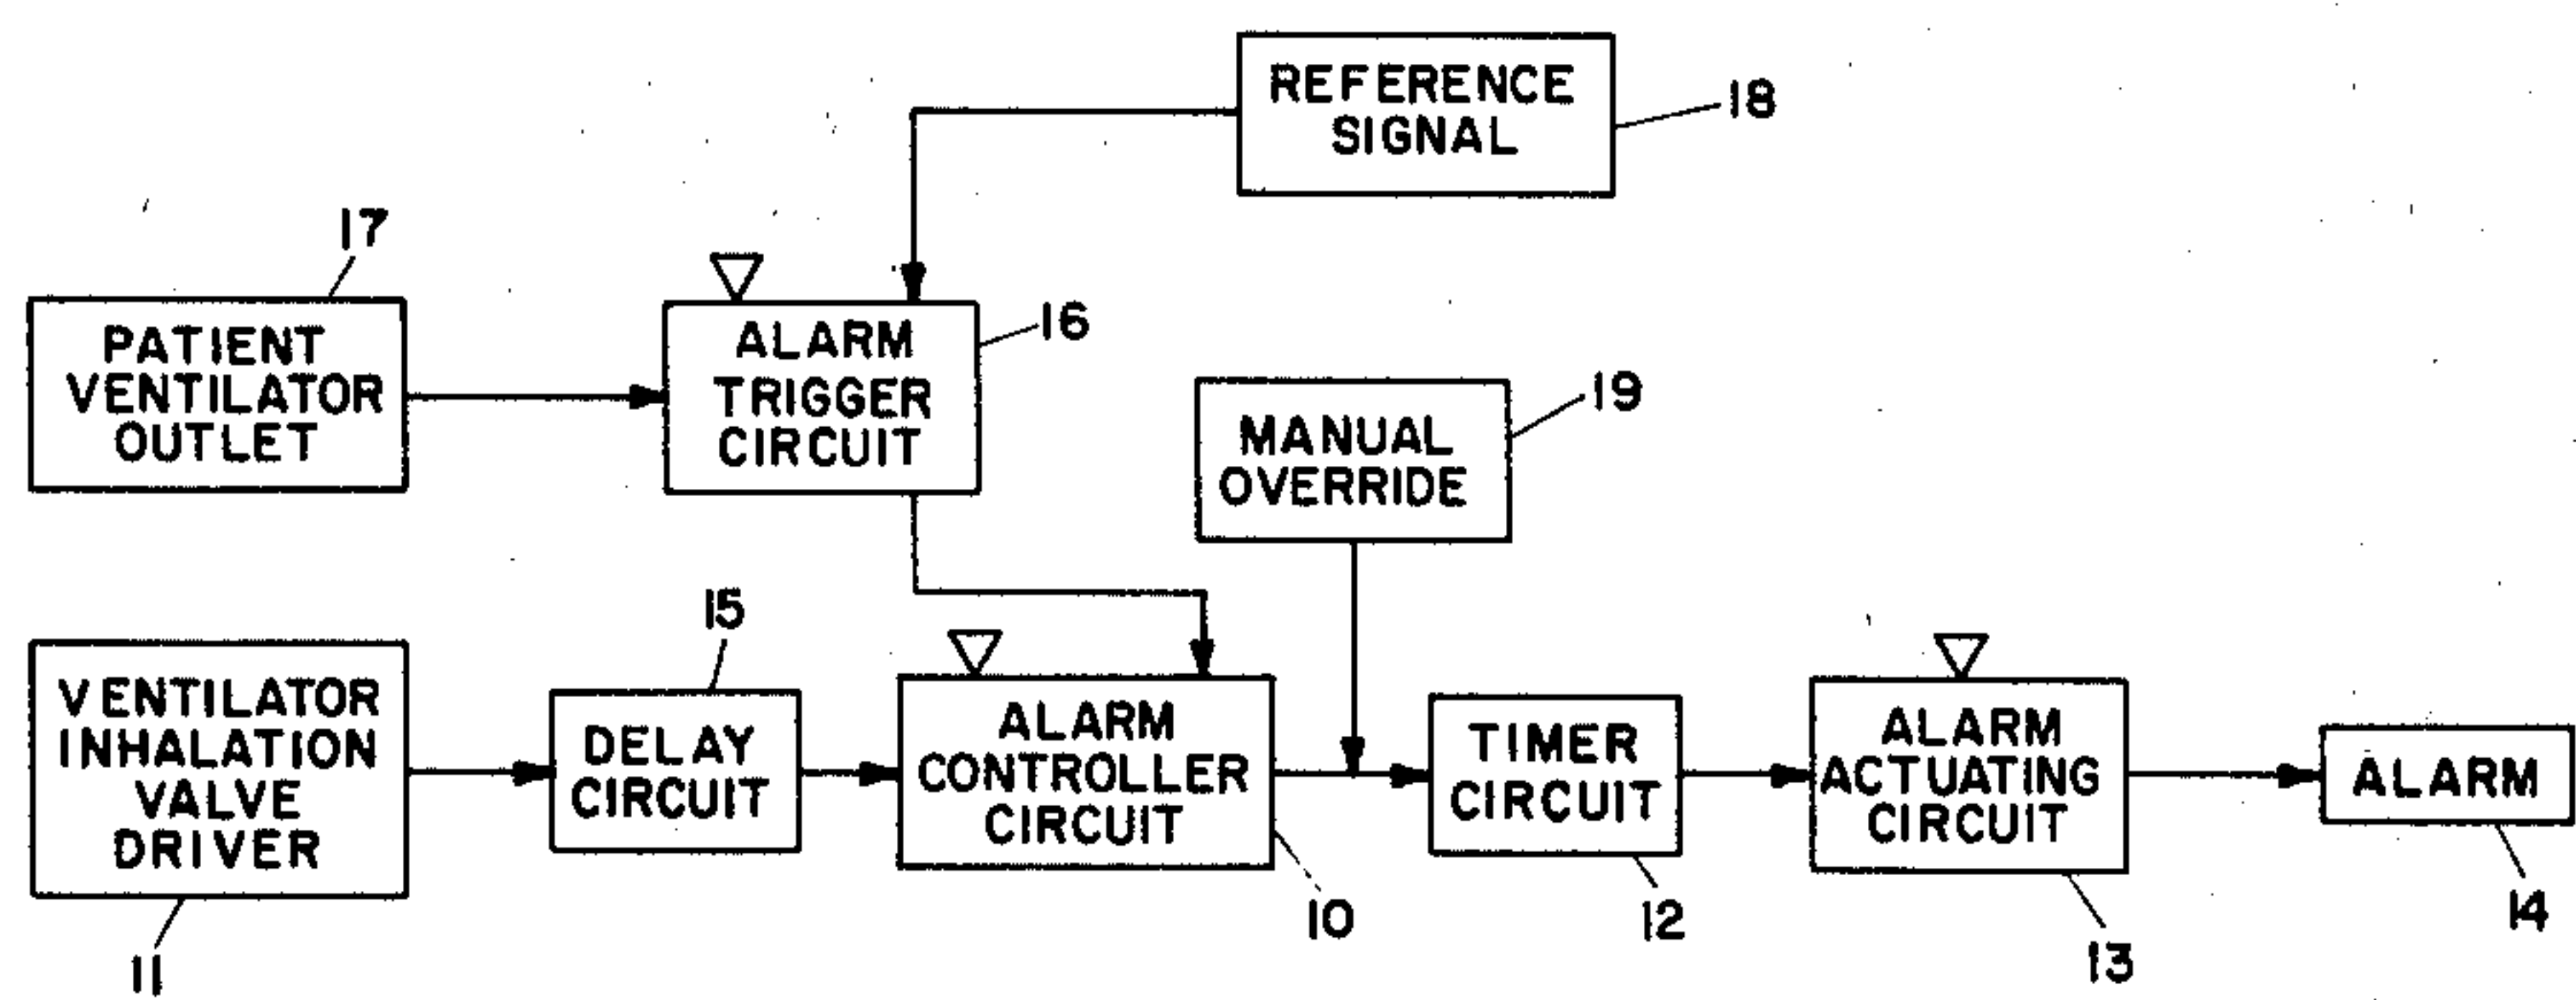 REFERENCE
SIGNAL
18
17
PATIENT
VENTILATOR
OUTLET
ALARM
TRIGGER
CIRCUIT
16
MANUAL
OVERRIDE
19
VENTILATOR
INHALATION
VALVE
DRIVER
11
15
DELAY
CIRCUIT
ALARM
CONTROLLER
CIRCUIT
10
TIMER
CIRCUIT
12
ALARM
ACTUATING
CIRCUIT
13
ALARM
14